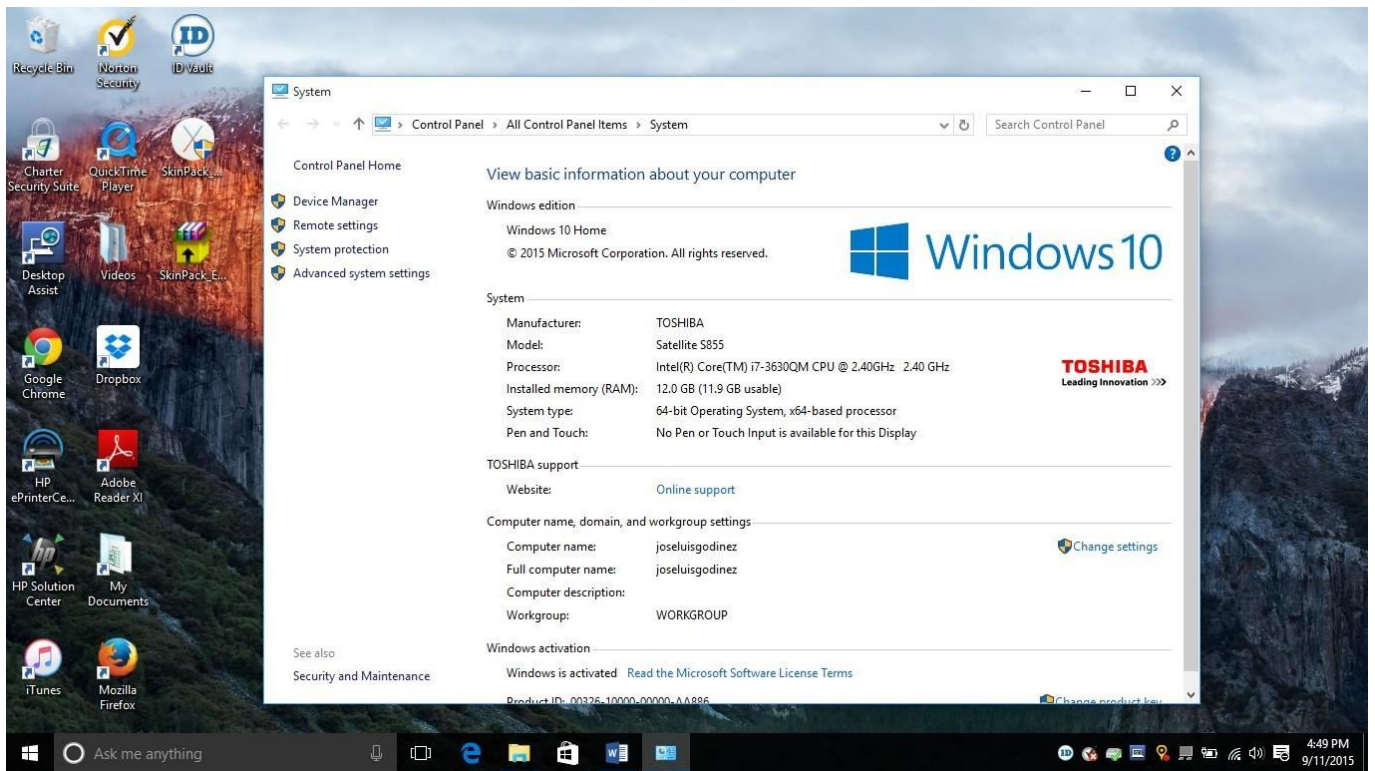 Recycle Bin
Norton Security
ID Vault
Charter Security Suite
QuickTime Player
SkinPack_...
Desktop Assist
Videos
SkinPack_E...
Google Chrome
Dropbox
HP ePrinterCe...
Adobe Reader XI
HP Solution Center
My Documents
iTunes
Mozilla Firefox
System
Control Panel > All Control Panel Items > System
Search Control Panel
Control Panel Home
Device Manager
Remote settings
System protection
Advanced system settings
See also
Security and Maintenance
View basic information about your computer
Windows edition
Windows 10 Home
© 2015 Microsoft Corporation. All rights reserved.
Windows 10
System
Manufacturer: TOSHIBA
Model: Satellite S855
Processor: Intel(R) Core(TM) i7-3630QM CPU @ 2.40GHz 2.40 GHz
Installed memory (RAM): 12.0 GB (11.9 GB usable)
System type: 64-bit Operating System, x64-based processor
Pen and Touch: No Pen or Touch Input is available for this Display
TOSHIBA
Leading Innovation >>>
TOSHIBA support
Website: Online support
Computer name, domain, and workgroup settings
Computer name: joseluisgodinez
Change settings
Full computer name: joseluisgodinez
Computer description:
Workgroup: WORKGROUP
Windows activation
Windows is activated Read the Microsoft Software License Terms
Product ID: 00326-10000-00000-AA886
Change product key
Ask me anything
4:49 PM
9/11/2015